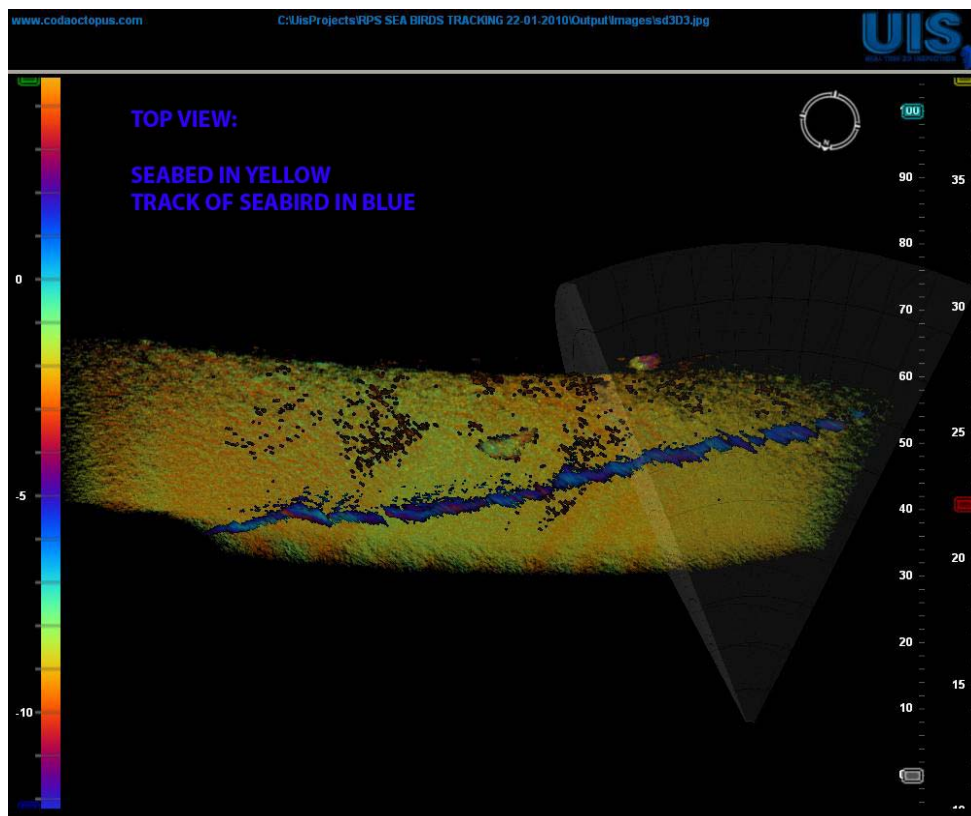 www.codaoctopus.com
C:\UisProjects\RPS SEA BIRDS TRACKING 22-01-2010\Output\Images\sd3D3.jpg
UIS
TOP VIEW:
SEABED IN YELLOW
TRACK OF SEABIRD IN BLUE
0
-5
-10
N
100
90
80
70
60
50
40
30
20
10
35
30
25
20
15